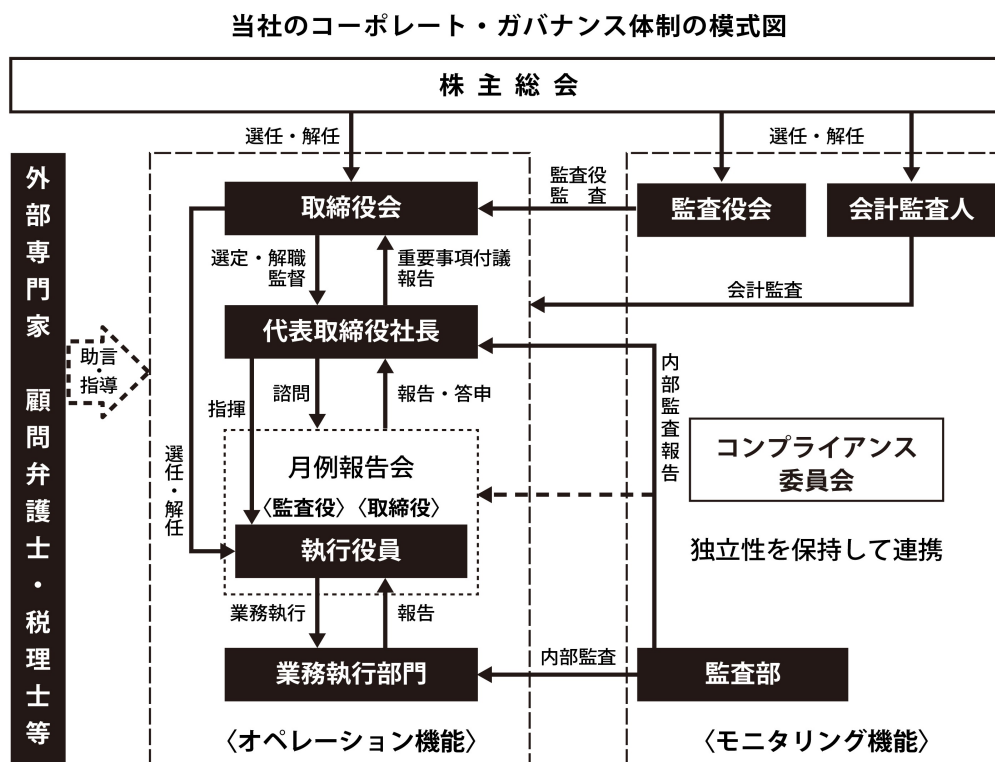 当社のコーポレート・ガバナンス体制の模式図
株主総会
選任・解任
選任・解任
外部専門家 顧問弁護士・税理士等
助言・指導
取締役会
監査役
監査
監査役会
会計監査人
選定・解職
監督
重要事項付議
報告
会計監査
代表取締役社長
指揮
諮問
報告・答申
内部監査報告
選任・解任
月例報告会
〈監査役〉〈取締役〉
執行役員
コンプライアンス
委員会
独立性を保持して連携
業務執行
報告
業務執行部門
内部監査
監査部
〈オペレーション機能〉
〈モニタリング機能〉